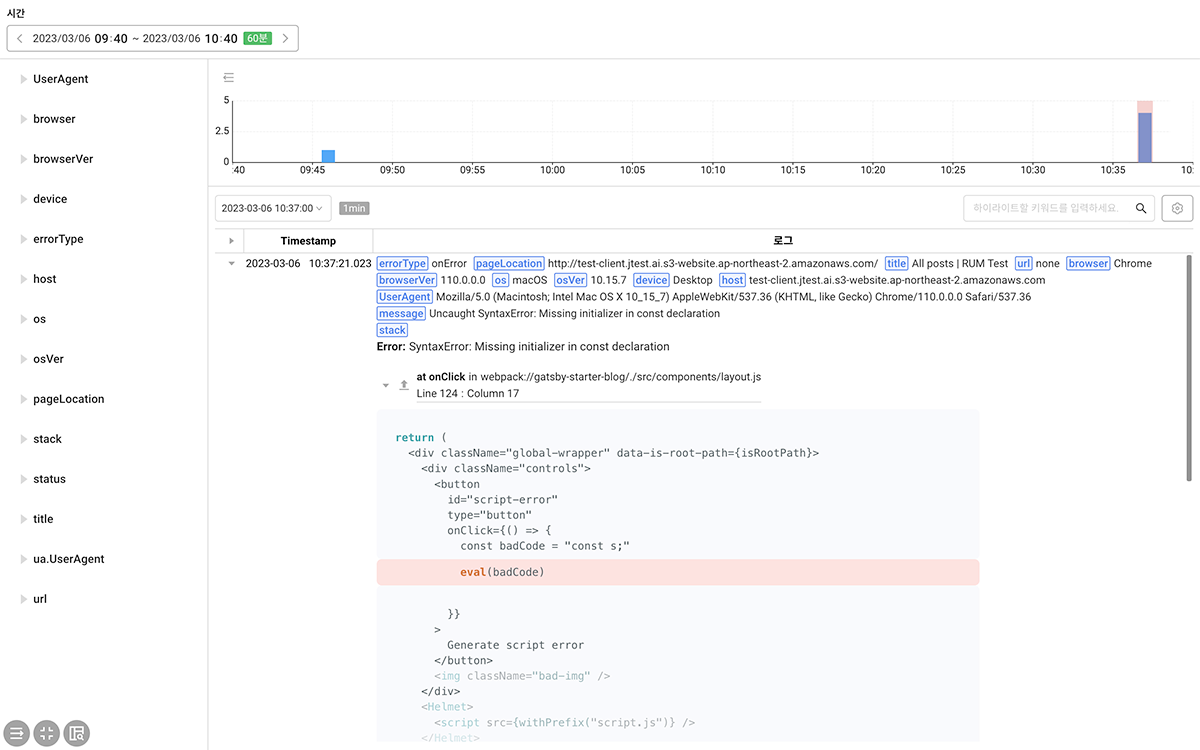 시간
2023/03/06 09:40 ~ 2023/03/06 10:40 60분
UserAgent
browser
browserVer
device
errorType
host
os
osVer
pageLocation
stack
status
title
ua.UserAgent
url
5
2.5
0
:40 09:45 09:50 09:55 10:00 10:05 10:10 10:15 10:20 10:25 10:30 10:35 10:
2023-03-06 10:37:00 1min
하이라이트할 키워드를 입력하세요.
Timestamp 로그
2023-03-06 10:37:21.023 errorType onError pageLocation http://test-client.jtest.ai.s3-website.ap-northeast-2.amazonaws.com/ title All posts | RUM Test url none browser Chrome
browserVer 110.0.0.0 os macOS osVer 10.15.7 device Desktop host test-client.jtest.ai.s3-website.ap-northeast-2.amazonaws.com
UserAgent Mozilla/5.0 (Macintosh; Intel Mac OS X 10_15_7) AppleWebKit/537.36 (KHTML, like Gecko) Chrome/110.0.0.0 Safari/537.36
message Uncaught SyntaxError: Missing initializer in const declaration
stack
Error: SyntaxError: Missing initializer in const declaration
at onClick in webpack://gatsby-starter-blog/./src/components/layout.js
Line 124 : Column 17
return (
<div className="global-wrapper" data-is-root-path={isRootPath}>
<div className="controls">
<button
id="script-error"
type="button"
onClick={() => {
const badCode = "const s;"
eval(badCode)
}}
>
Generate script error
</button>
<img className="bad-img" />
</div>
<Helmet>
<script src={withPrefix("script.js")} />
</Helmet>